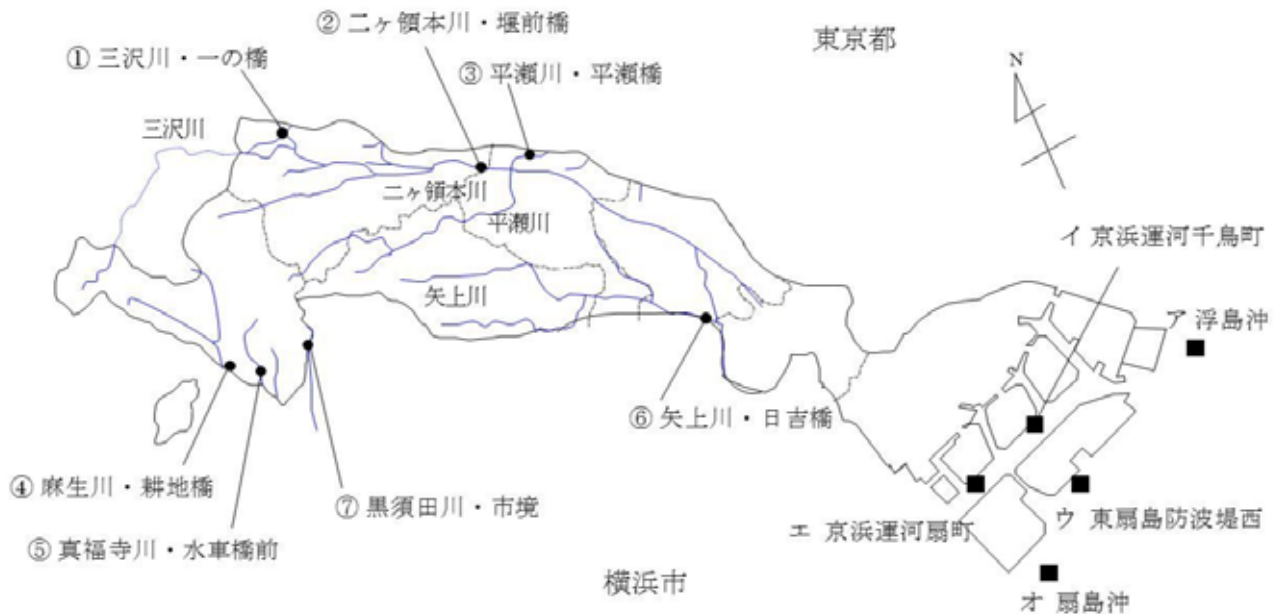 ② 二ヶ領本川・堰前橋
東京都
① 三沢川・一の橋
③ 平瀬川・平瀬橋
N
三沢川
二ヶ領本川
平瀬川
イ 京浜運河千鳥町
矢上川
ア 浮島沖
⑥ 矢上川・日吉橋
④ 麻生川・耕地橋
⑦ 黒須田川・市境
ウ 東扇島防波堤西
エ 京浜運河扇町
⑤ 真福寺川・水車橋前
横浜市
オ 扇島沖